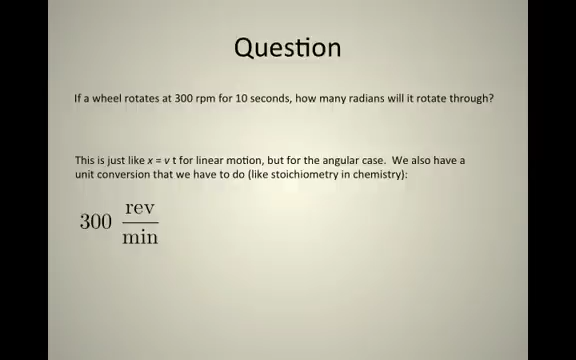 Question
If a wheel rotates at 300 rpm for 10 seconds, how many radians will it rotate through?
This is just like x = v t for linear motion, but for the angular case.  We also have a
unit conversion that we have to do (like stoichiometry in chemistry):
300 rev
min